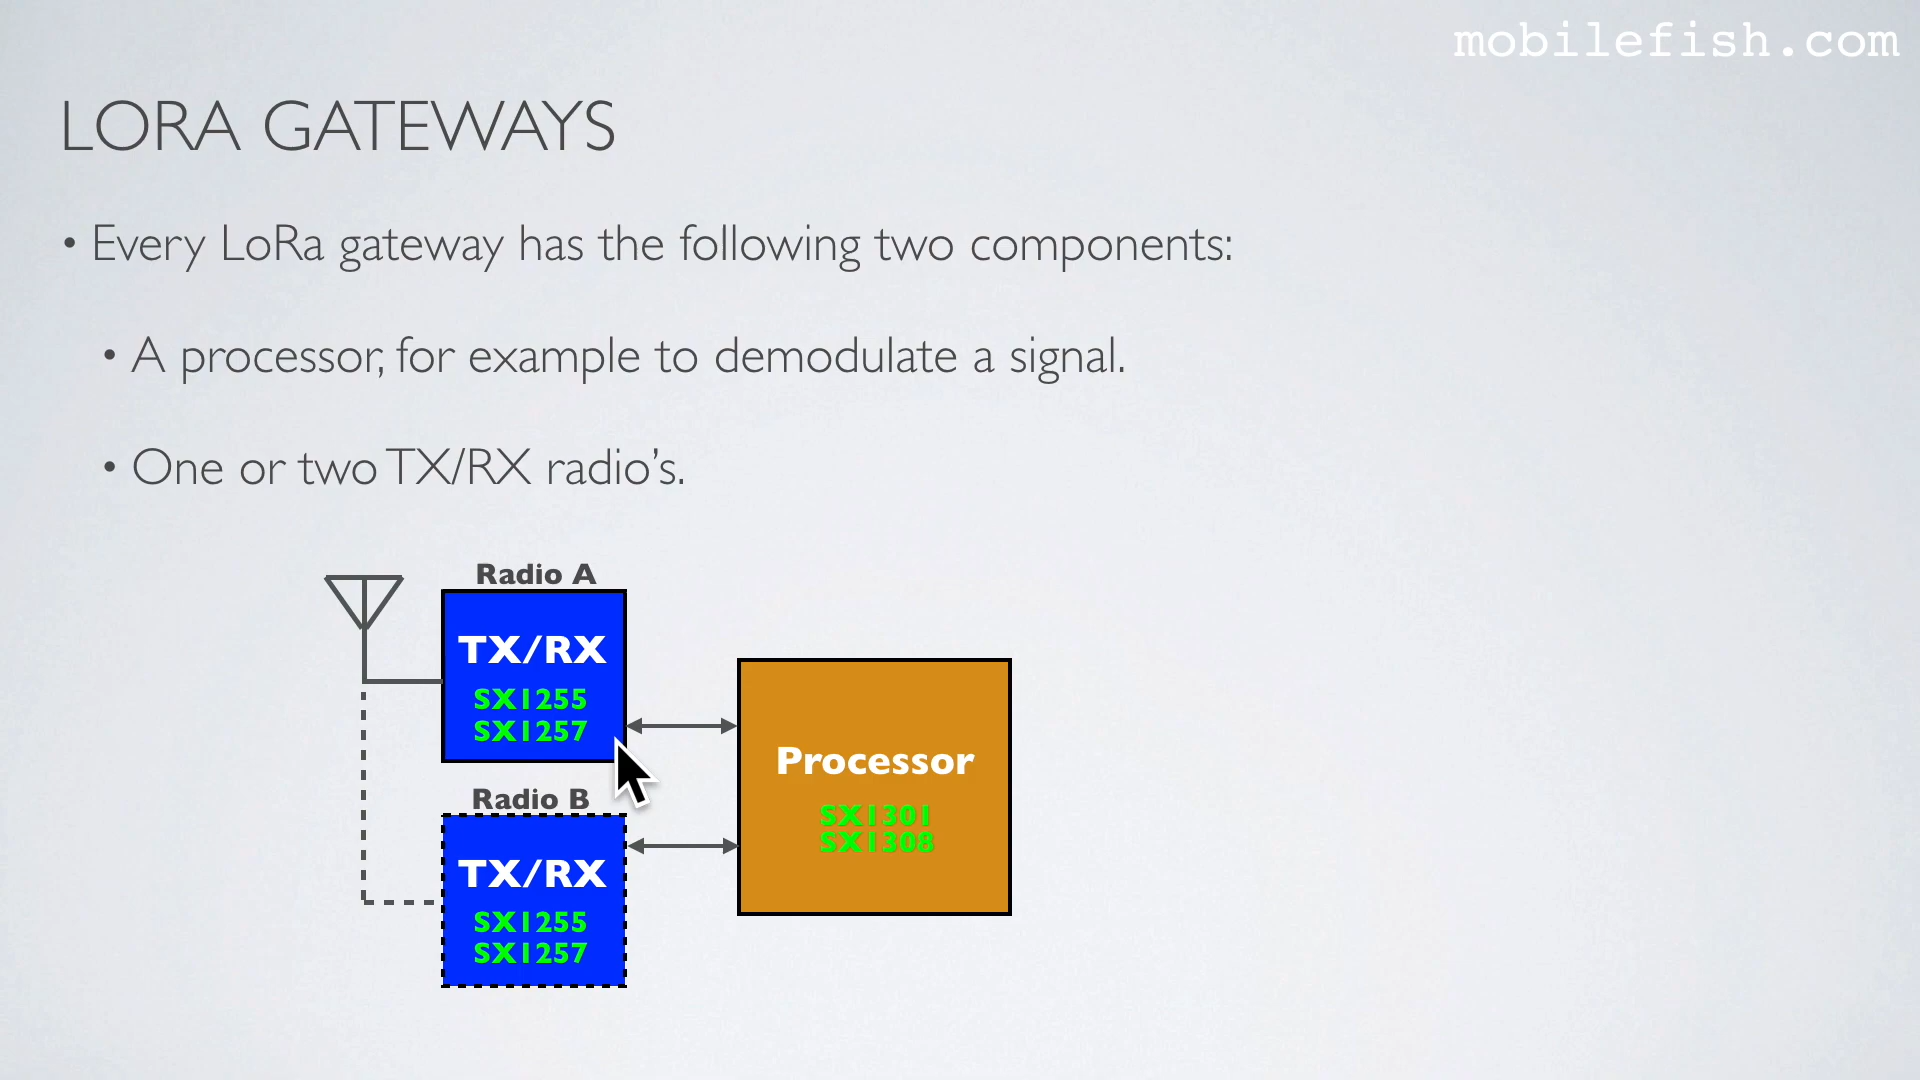 mobilefish.com
LORA GATEWAYS
• Every LoRa gateway has the following two components:
• A processor, for example to demodulate a signal.
• One or two TX/RX radio's.
Radio A
TX/RX
SX1255
SX1257
Radio B
TX/RX
SX1255
SX1257
Processor
SX1301
SX1308